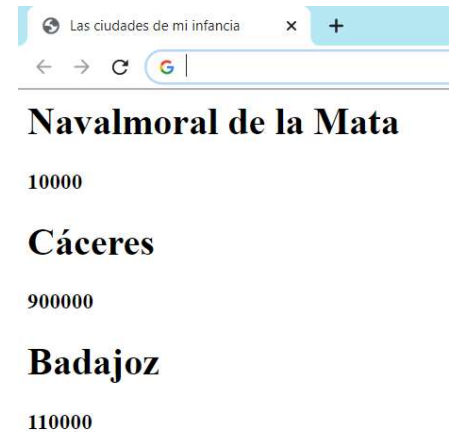 Las ciudades de mi infancia
Navalmoral de la Mata
10000
Cáceres
900000
Badajoz
110000